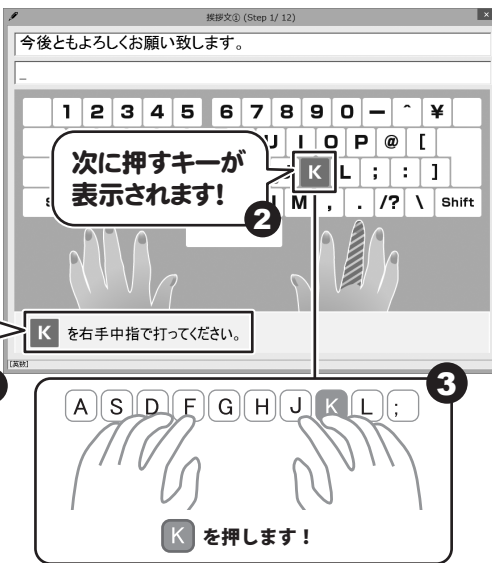 挨拶文① (Step 1/ 12)
×
今後ともよろしくお願い致します。
_
1 2 3 4 5 6 7 8 9 0 − ^ ¥
U I O P @ [
次に押すキーが
表示されます!
K L ; : ]
2
M , . /? \ Shift
K を右手中指で打ってください。
[英数]
3
A S D F G H J K L ;
K を押します！